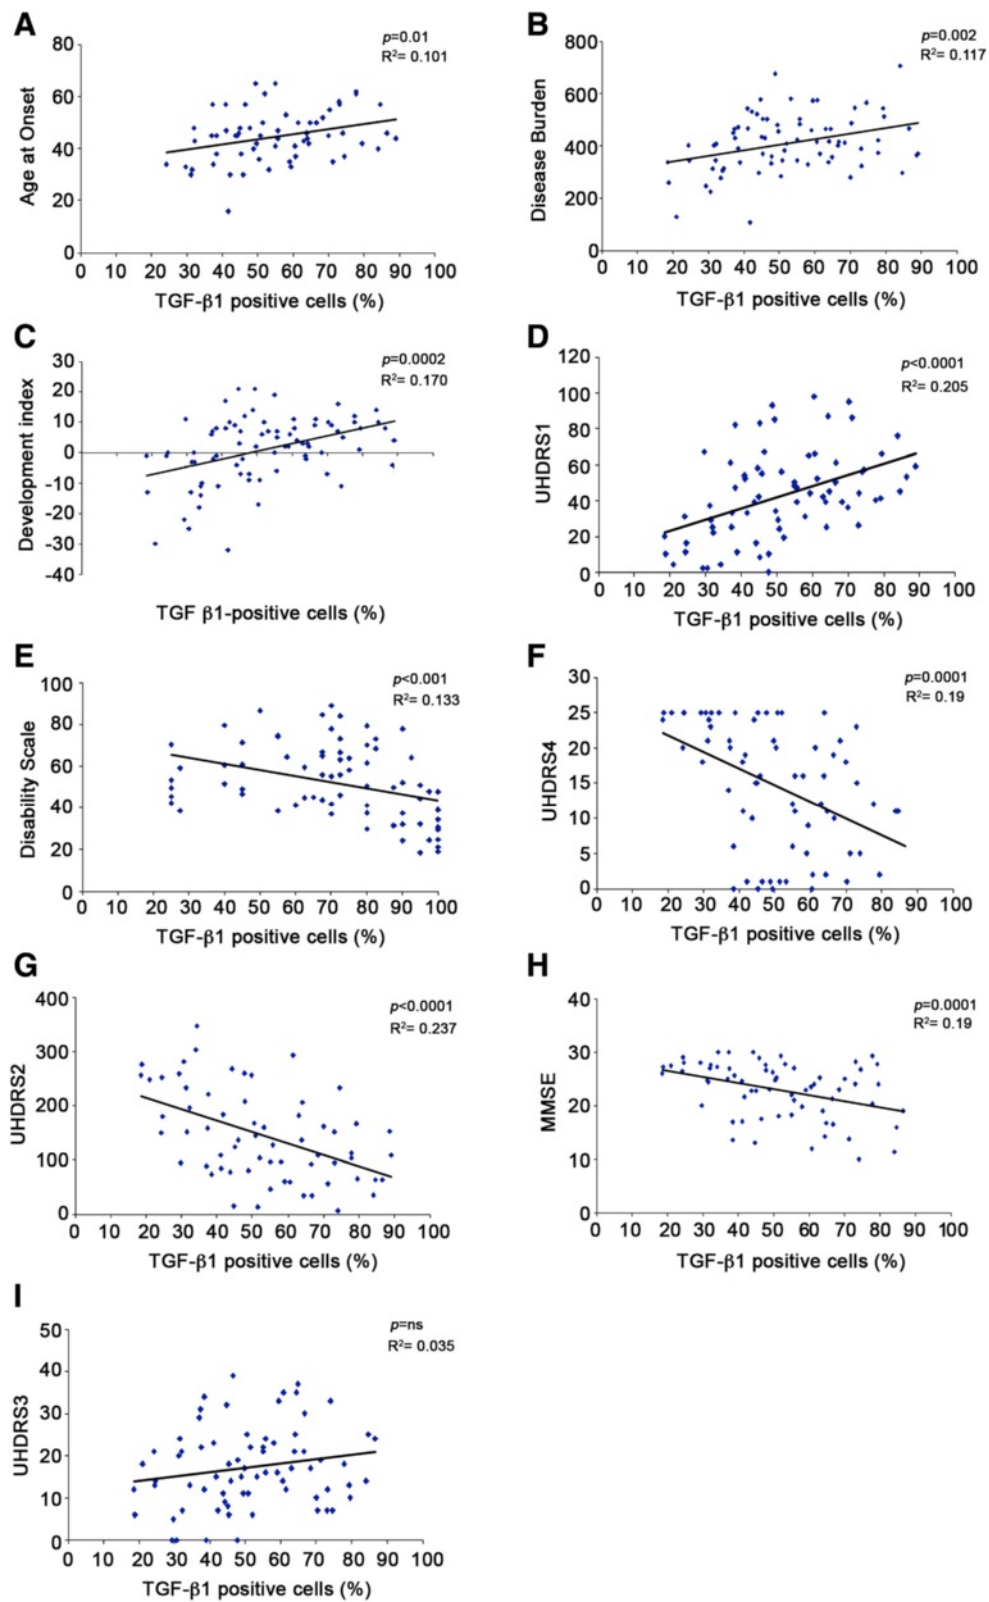 A
p=0.01
R²= 0.101
Age at Onset
80
60
40
20
0
0 10 20 30 40 50 60 70 80 90 100
TGF-β1 positive cells (%)
B
p=0.002
R²= 0.117
Disease Burden
800
600
400
200
0
0 10 20 30 40 50 60 70 80 90 100
TGF-β1 positive cells (%)
C
p=0.0002
R²= 0.170
Development index
30
20
10
0
-10
-20
-30
-40
TGF β1-positive cells (%)
D
p<0.0001
R²= 0.205
UHDRS1
120
100
80
60
40
20
0
0 10 20 30 40 50 60 70 80 90 100
TGF-β1 positive cells (%)
E
p<0.001
R²= 0.133
Disability Scale
100
80
60
40
20
0
0 10 20 30 40 50 60 70 80 90 100
TGF-β1 positive cells (%)
F
p=0.0001
R²= 0.19
UHDRS4
30
25
20
15
10
5
0
0 10 20 30 40 50 60 70 80 90 100
TGF-β1 positive cells (%)
G
p<0.0001
R²= 0.237
UHDRS2
400
300
200
100
0
0 10 20 30 40 50 60 70 80 90 100
TGF-β1 positive cells (%)
H
p=0.0001
R²= 0.19
MMSE
40
30
20
10
0
0 10 20 30 40 50 60 70 80 90 100
TGF-β1 positive cells (%)
I
p=ns
R²= 0.035
UHDRS3
50
40
30
20
10
0
0 10 20 30 40 50 60 70 80 90 100
TGF-β1 positive cells (%)